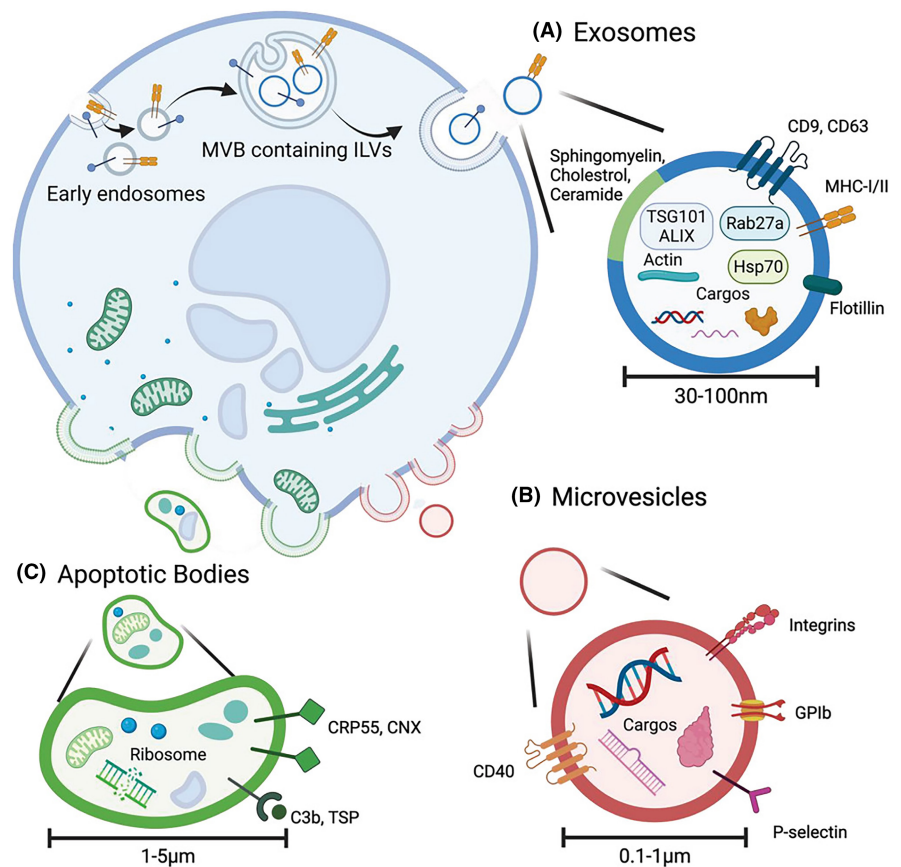 (A) Exosomes
MVB containing ILVs
Early endosomes
CD9, CD63
Sphingomyelin,
Cholestrol,
Ceramide
MHC-I/II
TSG101
ALIX
Rab27a
Actin
Hsp70
Cargos
Flotillin
30-100nm
(B) Microvesicles
Integrins
GPIb
Cargos
CD40
P-selectin
0.1-1µm
(C) Apoptotic Bodies
CRP55, CNX
Ribosome
C3b, TSP
1-5µm